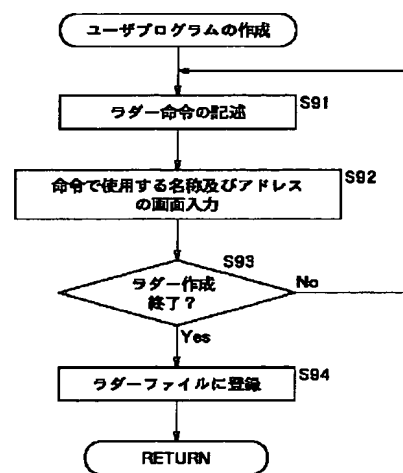 ユーザプログラムの作成
S91
ラダー命令の記述
S92
命令で使用する名称及びアドレス
の画面入力
S93
ラダー作成
終了?
No
Yes
S94
ラダーファイルに登録
RETURN